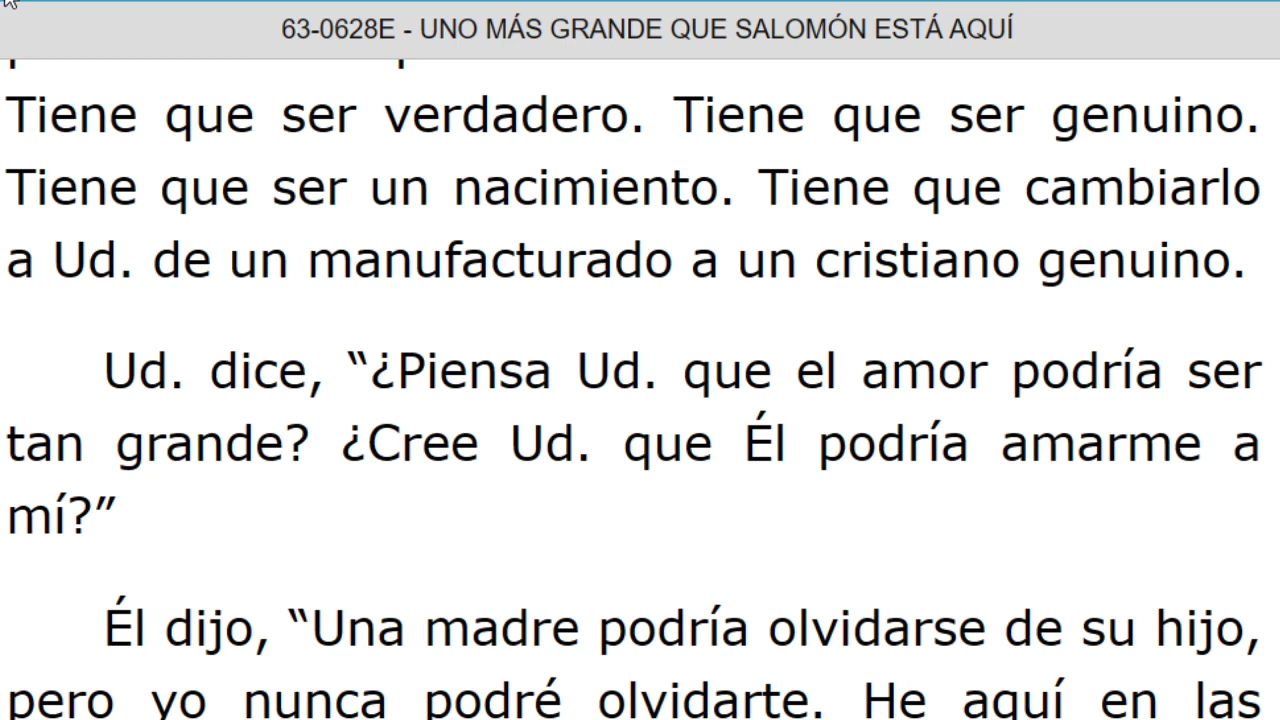 63-0628E - UNO MÁS GRANDE QUE SALOMÓN ESTÁ AQUÍ
Tiene que ser verdadero. Tiene que ser genuino.
Tiene que ser un nacimiento. Tiene que cambiarlo
a Ud. de un manufacturado a un cristiano genuino.
Ud. dice, “¿Piensa Ud. que el amor podría ser
tan grande? ¿Cree Ud. que Él podría amarme a
mí?”
Él dijo, “Una madre podría olvidarse de su hijo,
pero yo nunca podré olvidarte. He aquí en las